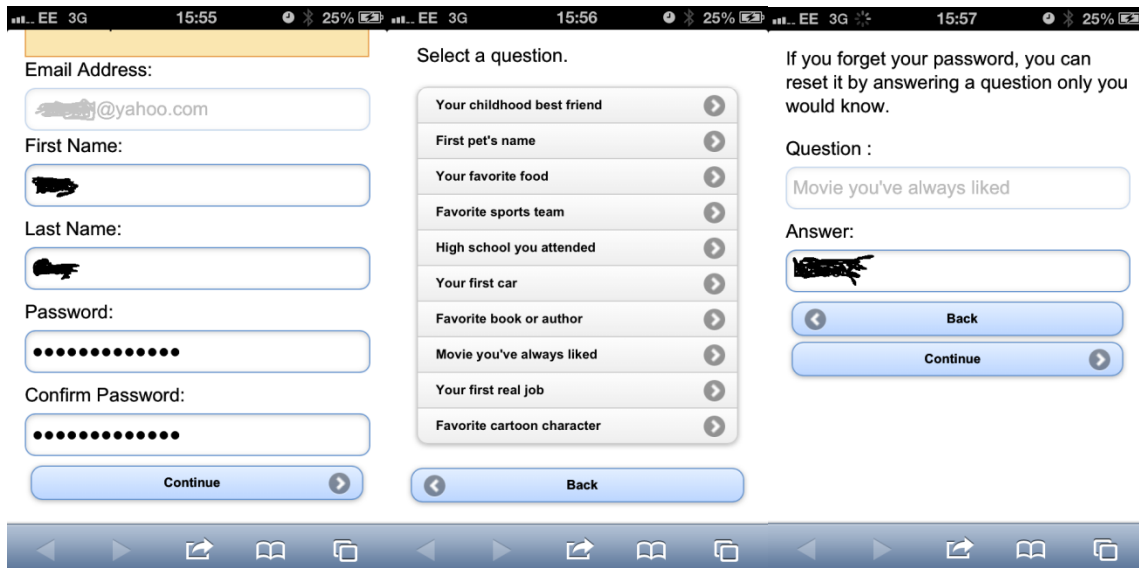 EE 3G 15:55 25%
Email Address:
@yahoo.com
First Name:
Last Name:
Password:
•••••••••••••
Confirm Password:
•••••••••••••
Continue
EE 3G 15:56 25%
Select a question.
Your childhood best friend
First pet's name
Your favorite food
Favorite sports team
High school you attended
Your first car
Favorite book or author
Movie you've always liked
Your first real job
Favorite cartoon character
Back
EE 3G 15:57 25%
If you forget your password, you can
reset it by answering a question only you
would know.
Question :
Movie you've always liked
Answer:
Back
Continue